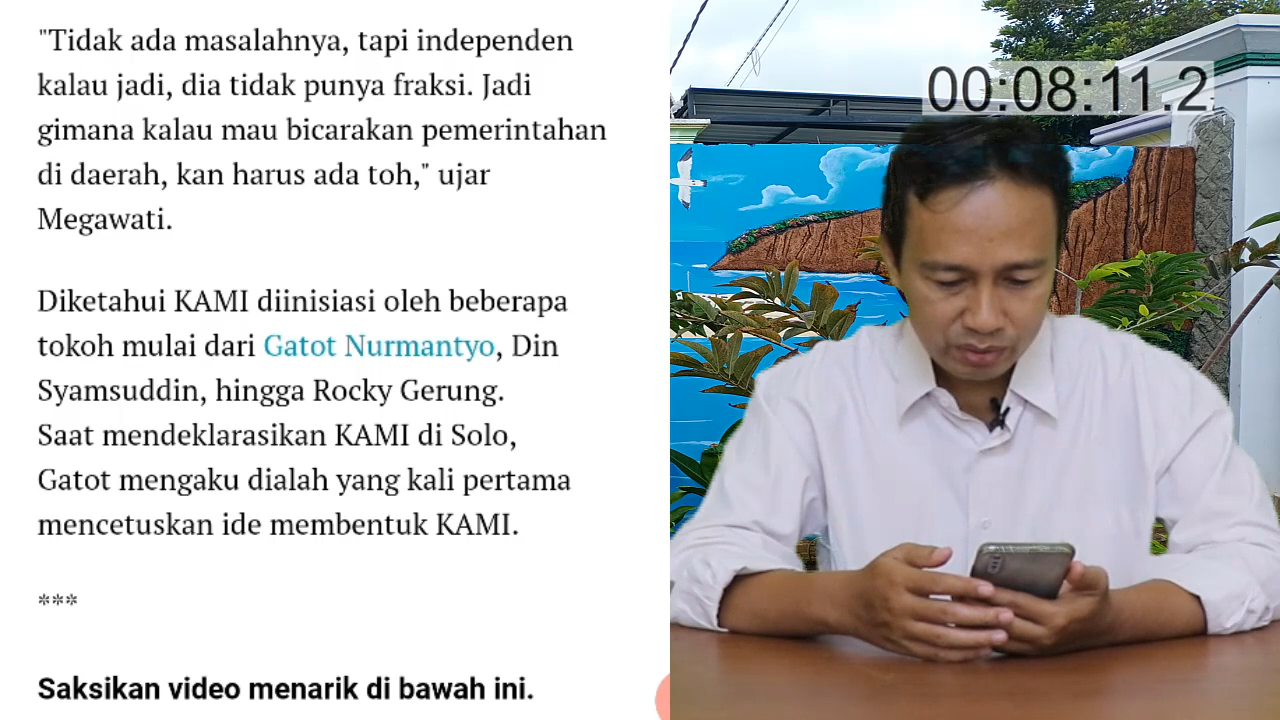 "Tidak ada masalahnya, tapi independen
kalau jadi, dia tidak punya fraksi. Jadi
gimana kalau mau bicarakan pemerintahan
di daerah, kan harus ada toh," ujar
Megawati.
Diketahui KAMI diinisiasi oleh beberapa
tokoh mulai dari Gatot Nurmantyo, Din
Syamsuddin, hingga Rocky Gerung.
Saat mendeklarasikan KAMI di Solo,
Gatot mengaku dialah yang kali pertama
mencetuskan ide membentuk KAMI.
***
Saksikan video menarik di bawah ini.
00:08:11.2